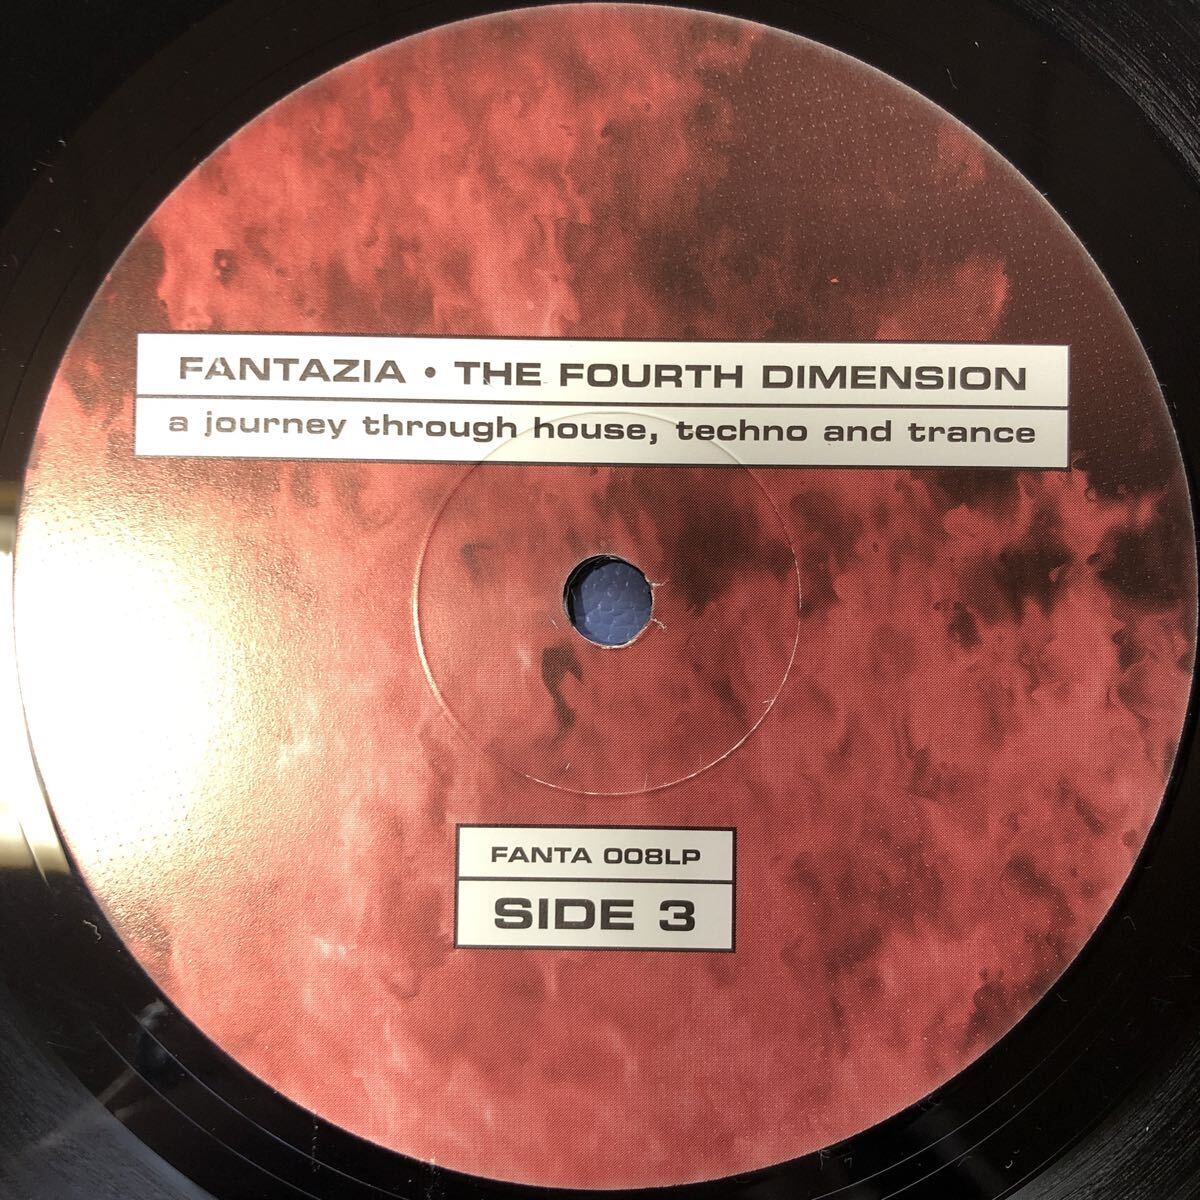 FANTAZIA • THE FOURTH DIMENSION
a journey through house, techno and trance
FANTA 008LP
SIDE 3